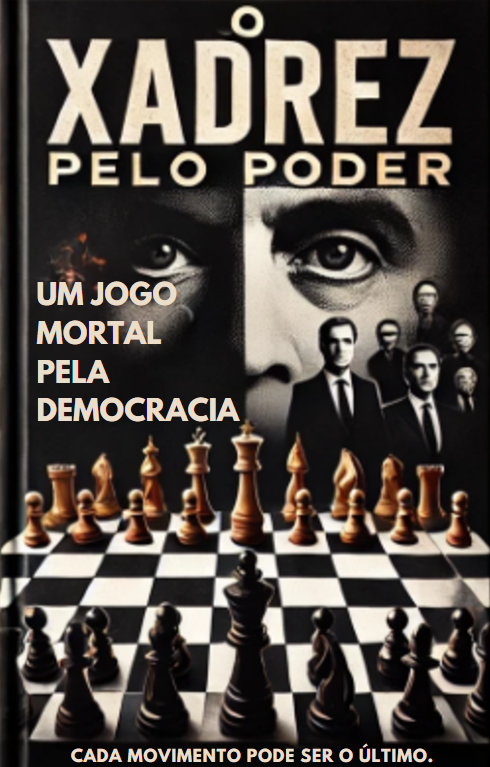 O
XADREZ
PELO PODER
UM JOGO
MORTAL
PELA
DEMOCRACIA
CADA MOVIMENTO PODE SER O ÚLTIMO.